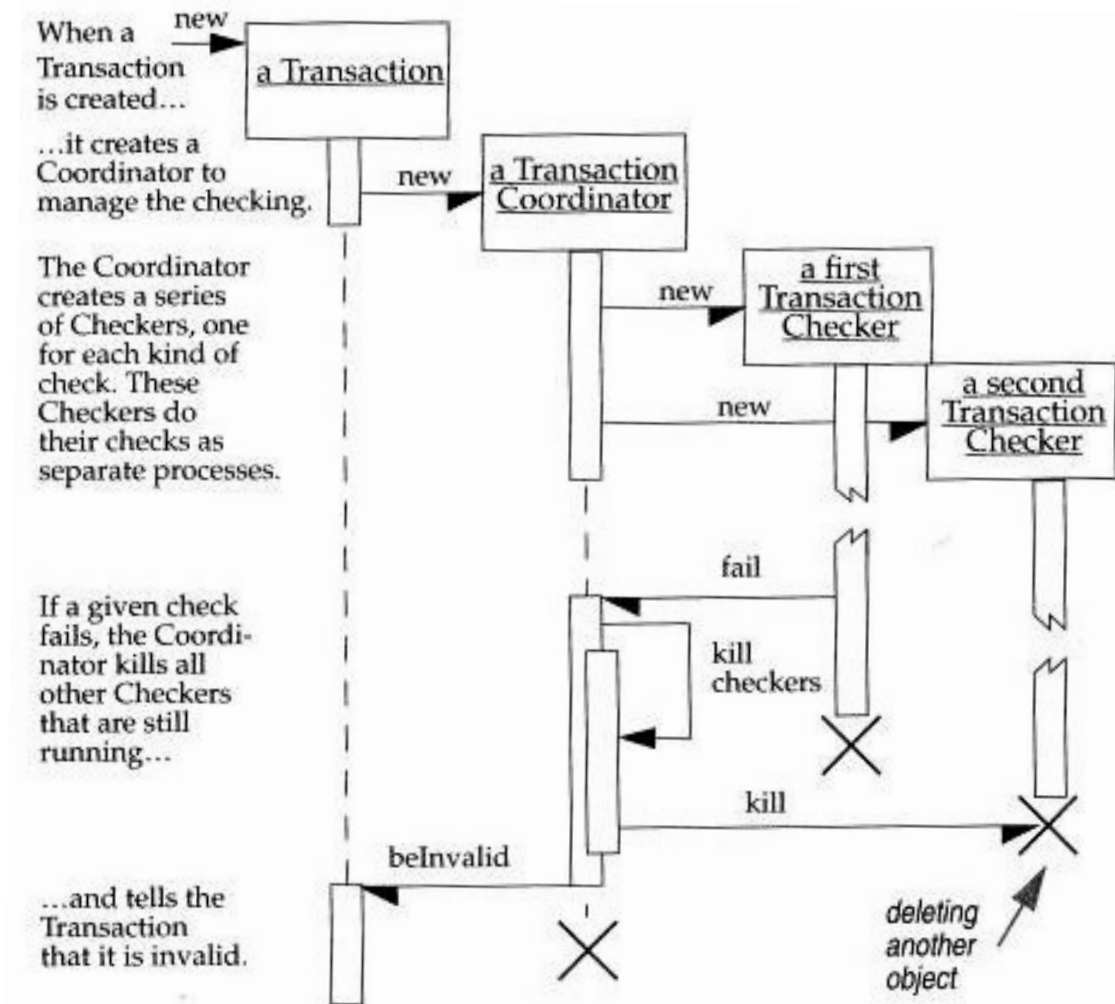 When a
Transaction
is created…
new
a Transaction
…it creates a
Coordinator to
manage the checking.
new
a Transaction
Coordinator
The Coordinator
creates a series
of Checkers, one
for each kind of
check. These
Checkers do
their checks as
separate processes.
new
a first
Transaction
Checker
new
a second
Transaction
Checker
fail
If a given check
fails, the Coordi-
nator kills all
other Checkers
that are still
running…
kill
checkers
kill
beInvalid
…and tells the
Transaction
that it is invalid.
deleting
another
object